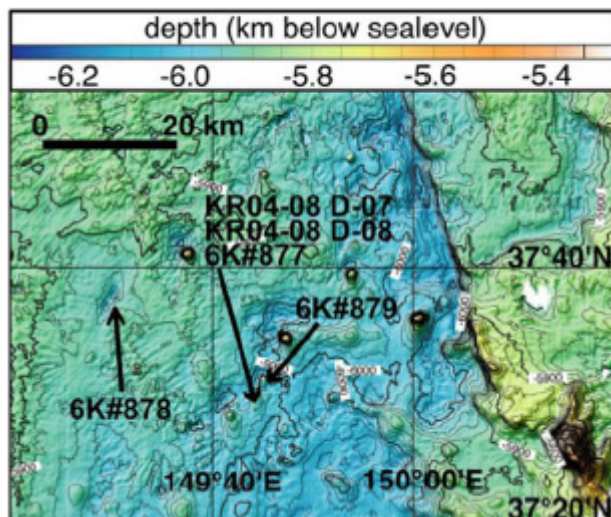 depth (km below sealevel)
-6.2 -6.0 -5.8 -5.6 -5.4
0 20 km
KR04-08 D-07
KR04-08 D-08
6K#877
37°40'N
6K#879
6K#878
149°40'E 150°00'E
37°20'N